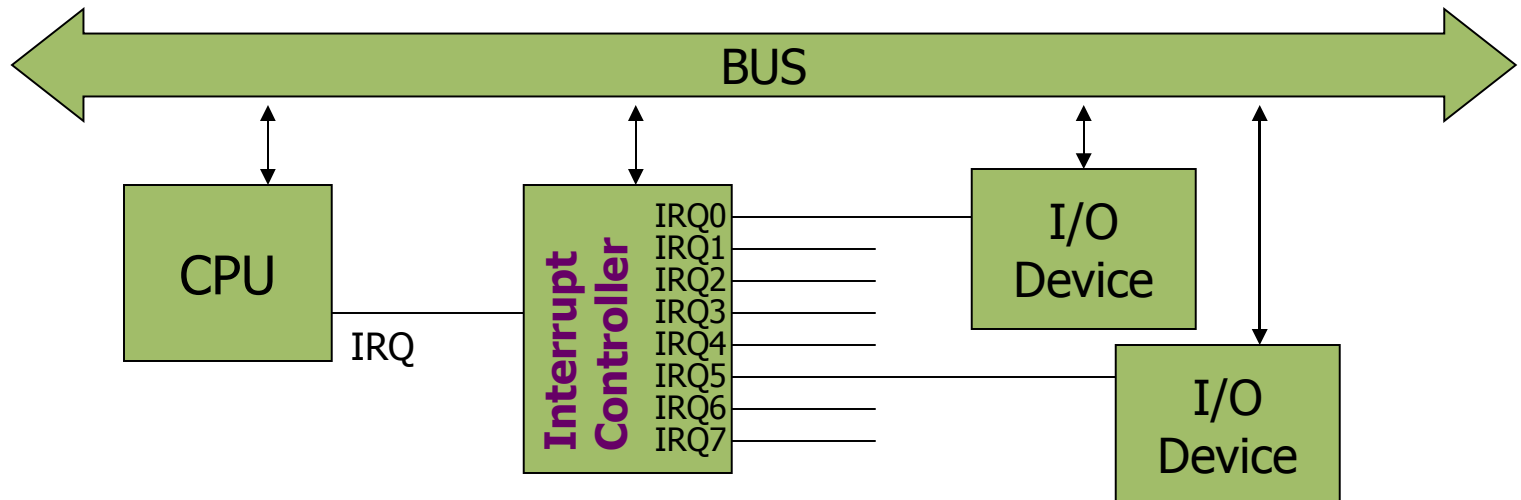 BUS
CPU
IRQ
Interrupt
Controller
IRQ0
IRQ1
IRQ2
IRQ3
IRQ4
IRQ5
IRQ6
IRQ7
I/O
Device
I/O
Device